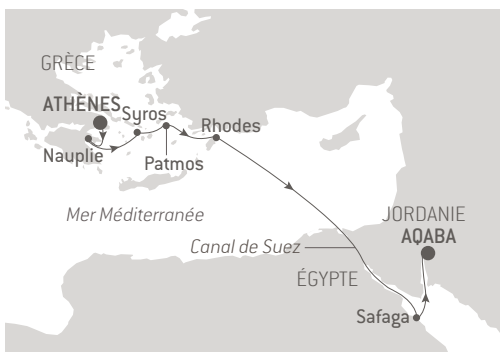 GRÈCE
ATHÈNES
Syros
Rhodes
Nauplie
Patmos
Mer Méditerranée
JORDANIE
AQABA
Canal de Suez
ÉGYPTE
Safaga